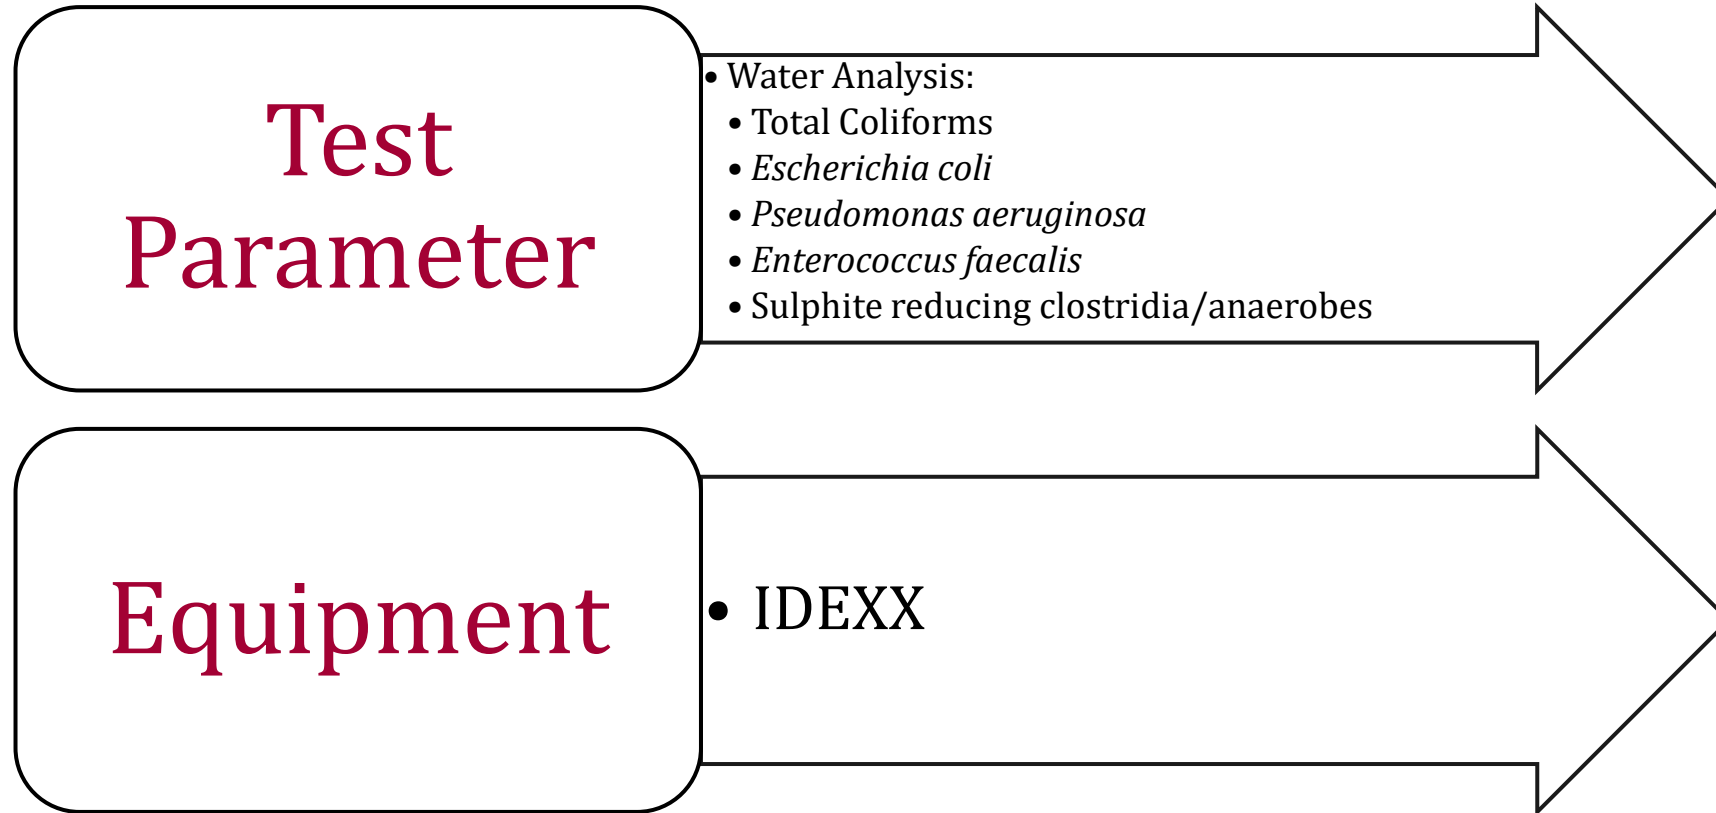 Test
Parameter
• Water Analysis:
• Total Coliforms
• Escherichia coli
• Pseudomonas aeruginosa
• Enterococcus faecalis
• Sulphite reducing clostridia/anaerobes
Equipment
• IDEXX